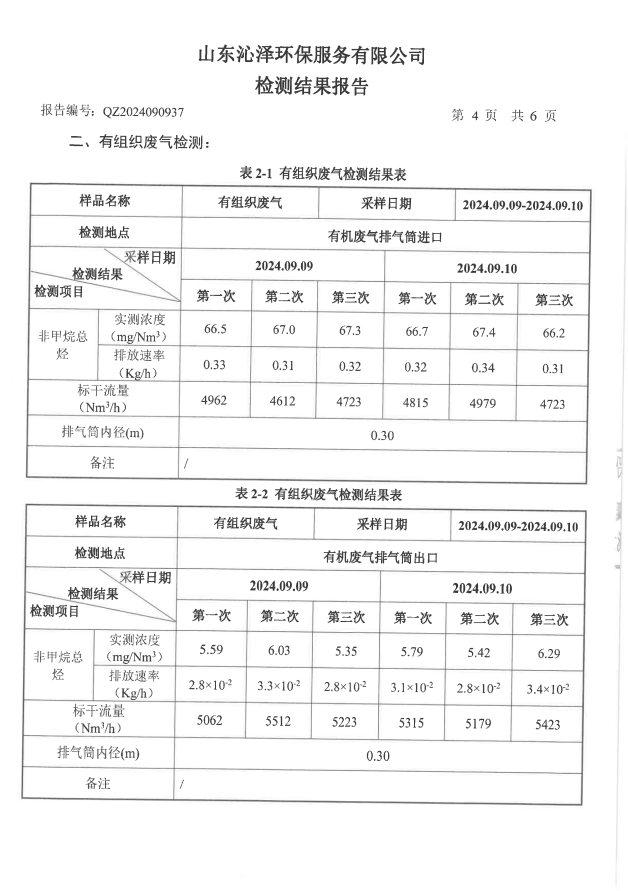 山东沁泽环保服务有限公司
检测结果报告
报告编号：QZ2024090937 第 4 页 共 6 页
二、有组织废气检测：
表 2-1 有组织废气检测结果表
样品名称 有组织废气 采样日期 2024.09.09-2024.09.10
检测地点 有机废气排气筒进口
采样日期
检测结果
检测项目
2024.09.09 2024.09.10
第一次 第二次 第三次 第一次 第二次 第三次
非甲烷总烃
实测浓度（mg/Nm³） 66.5 67.0 67.3 66.7 67.4 66.2
排放速率（Kg/h） 0.33 0.31 0.32 0.32 0.34 0.31
标干流量（Nm³/h） 4962 4612 4723 4815 4979 4723
排气筒内径(m) 0.30
备注 /
表 2-2 有组织废气检测结果表
样品名称 有组织废气 采样日期 2024.09.09-2024.09.10
检测地点 有机废气排气筒出口
采样日期
检测结果
检测项目
2024.09.09 2024.09.10
第一次 第二次 第三次 第一次 第二次 第三次
非甲烷总烃
实测浓度（mg/Nm³） 5.59 6.03 5.35 5.79 5.42 6.29
排放速率（Kg/h） 2.8×10⁻² 3.3×10⁻² 2.8×10⁻² 3.1×10⁻² 2.8×10⁻² 3.4×10⁻²
标干流量（Nm³/h） 5062 5512 5223 5315 5179 5423
排气筒内径(m) 0.30
备注 /